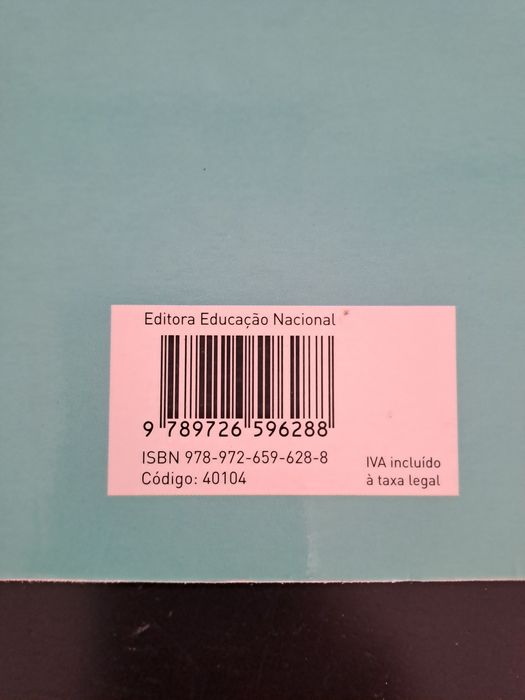 Editora Educação Nacional
9 789726 596288
ISBN 978-972-659-628-8
Código: 40104
IVA incluído
à taxa legal